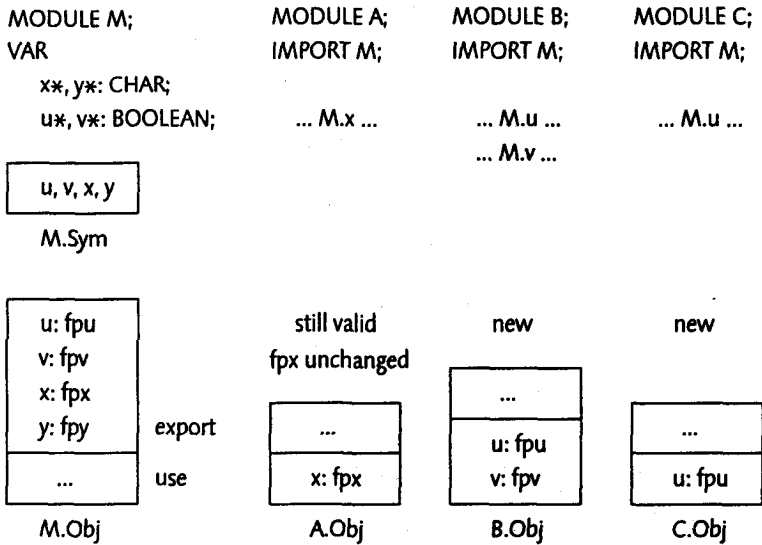 MODULE M;
VAR
x*, y*: CHAR;
u*, v*: BOOLEAN;
u, v, x, y
M.Sym
u: fpu
v: fpv
x: fpx
y: fpy
export
...
use
M.Obj
MODULE A;
IMPORT M;
... M.x ...
still valid
fpx unchanged
...
x: fpx
A.Obj
MODULE B;
IMPORT M;
... M.u ...
... M.v ...
new
...
u: fpu
v: fpv
B.Obj
MODULE C;
IMPORT M;
... M.u ...
new
...
u: fpu
C.Obj